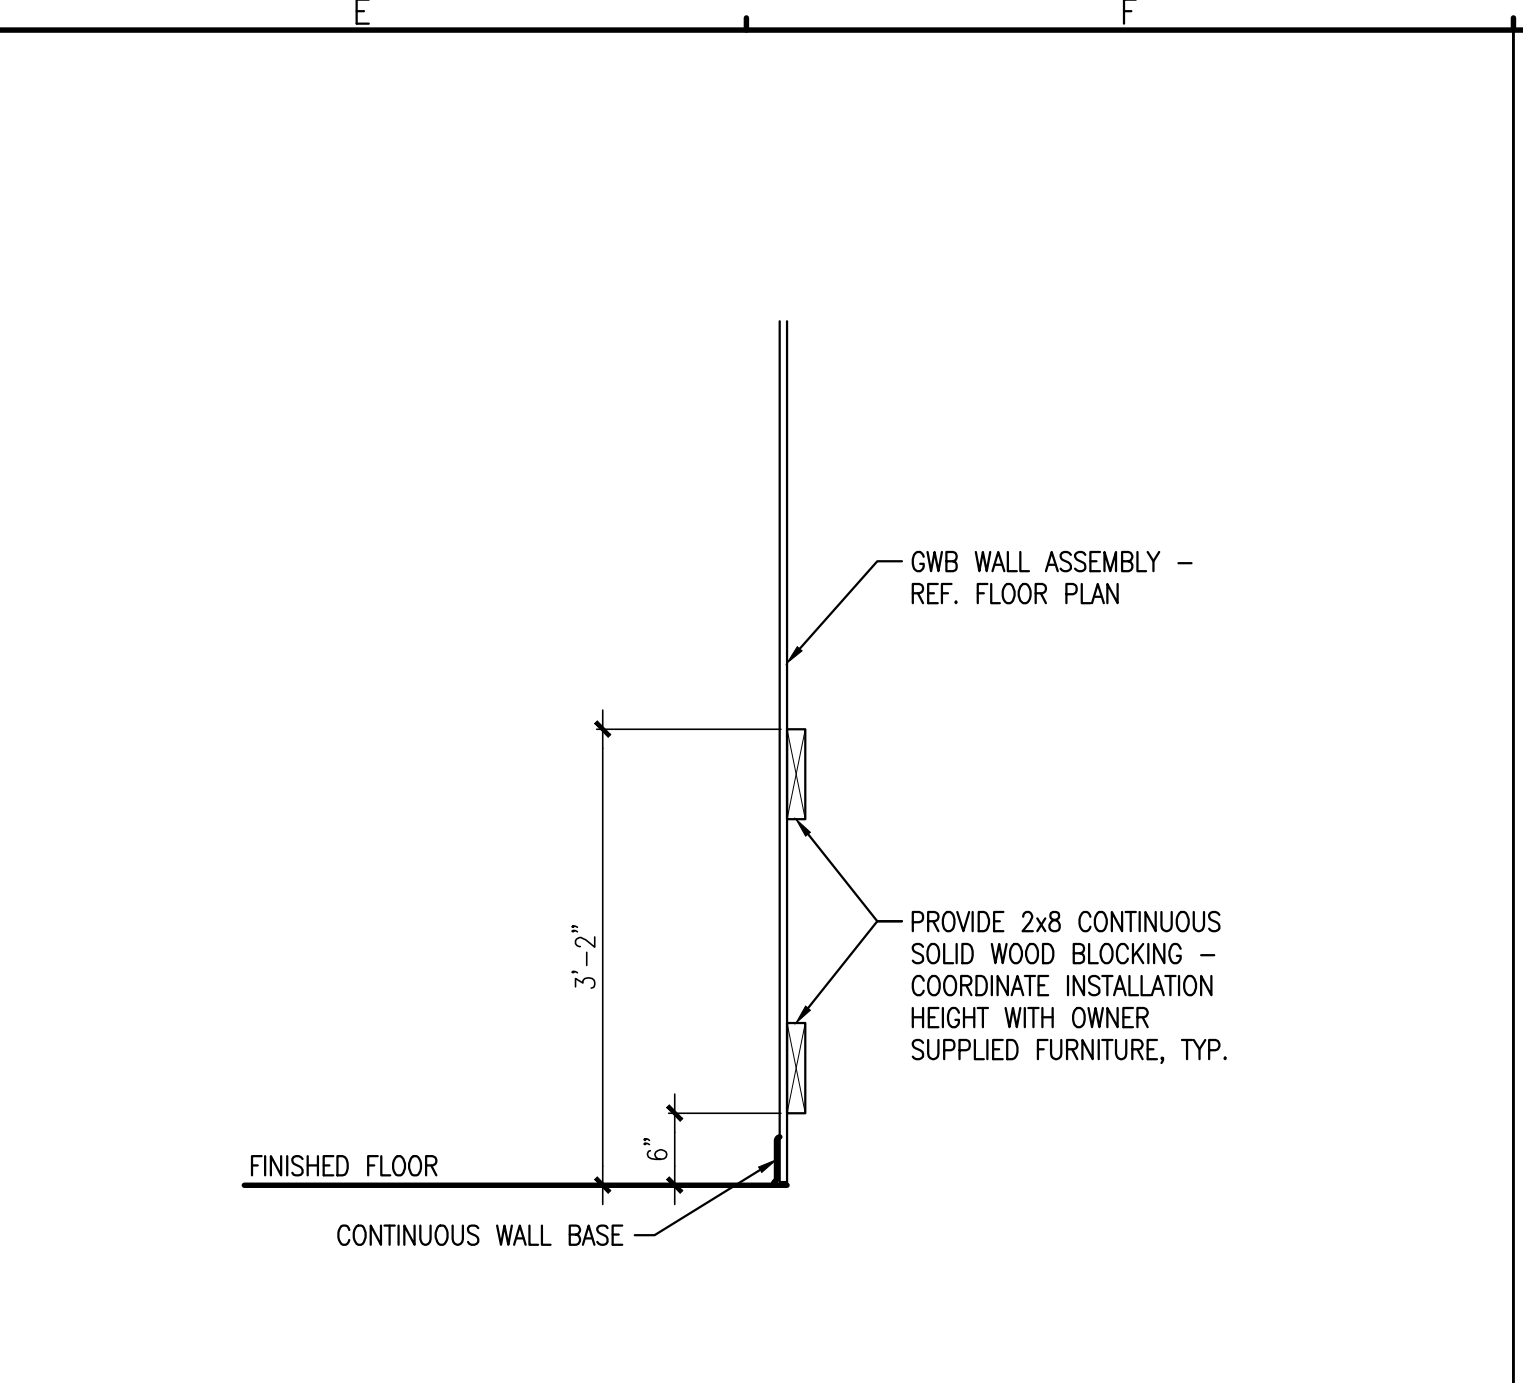 E
F
GWB WALL ASSEMBLY –
REF. FLOOR PLAN
3'-2"
PROVIDE 2x8 CONTINUOUS
SOLID WOOD BLOCKING –
COORDINATE INSTALLATION
HEIGHT WITH OWNER
SUPPLIED FURNITURE, TYP.
6"
FINISHED FLOOR
CONTINUOUS WALL BASE